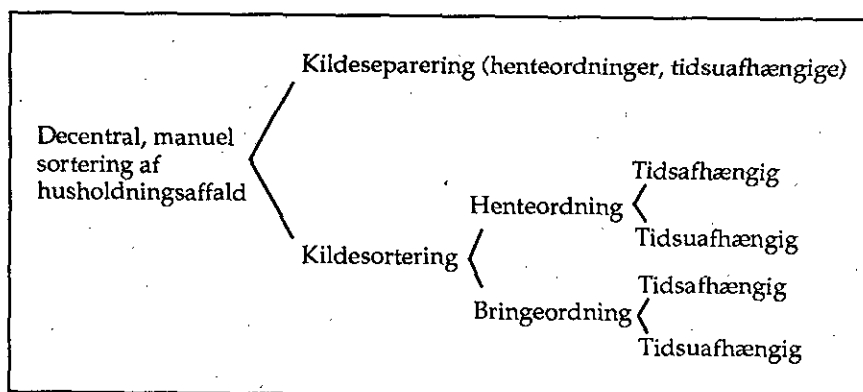 Kildeseparering (henteordninger, tidsuafhængige)
Decentral, manuel
sortering af
husholdningsaffald
Tidsafhængig
Henteordning
Tidsuafhængig
Kildesortering
Tidsafhængig
Bringeordning
Tidsuafhængig